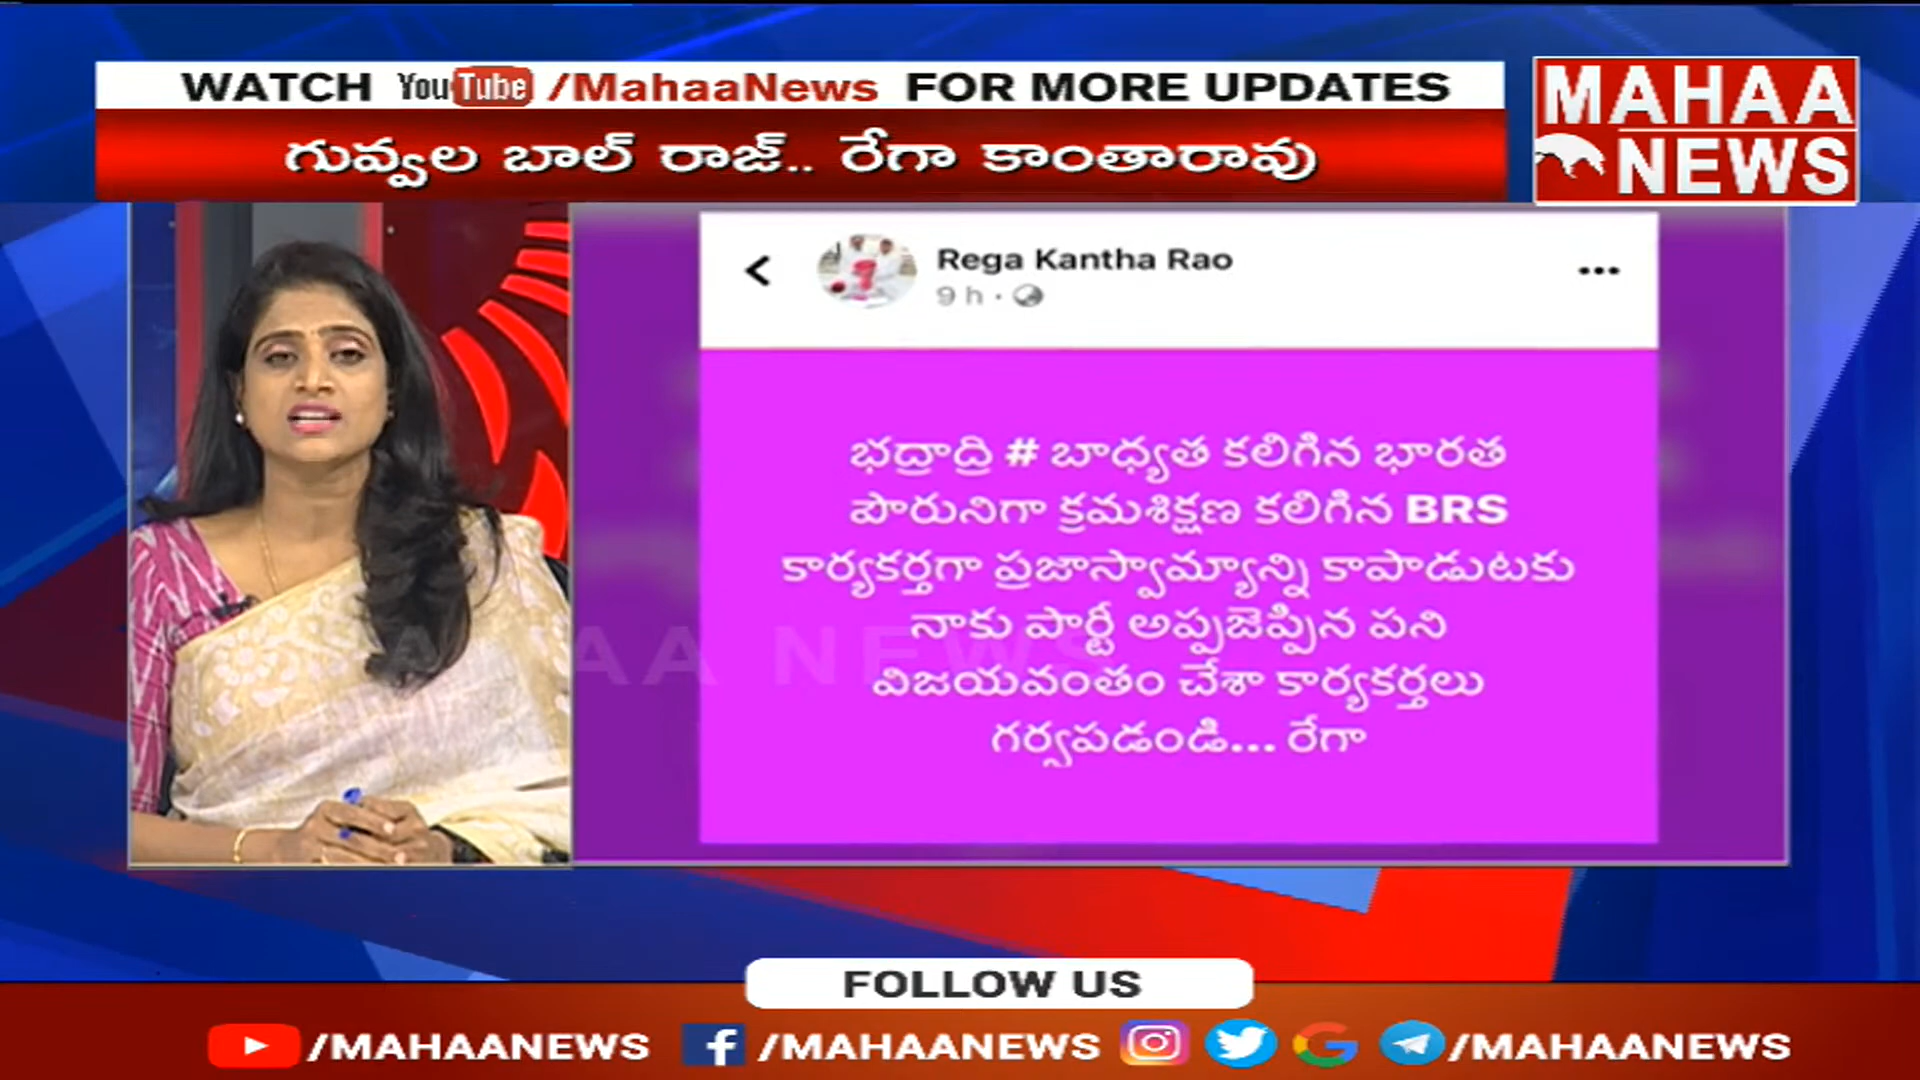 WATCH YouTube /MahaaNews FOR MORE UPDATES
గువ్వల బాల్ రాజ్.. రేగా కాంతారావు
MAHAA
NEWS
Rega Kantha Rao
9 h ·
భద్రాద్రి # బాధ్యత కలిగిన భారత
పౌరునిగా క్రమశిక్షణ కలిగిన BRS
కార్యకర్తగా ప్రజాస్వామ్యాన్ని కాపాడుటకు
నాకు పార్టీ అప్పజెప్పిన పని
విజయవంతం చేశా కార్యకర్తలు
గర్వపడండి... రేగా
MAHAA NEWS
FOLLOW US
/MAHAANEWS /MAHAANEWS /MAHAANEWS